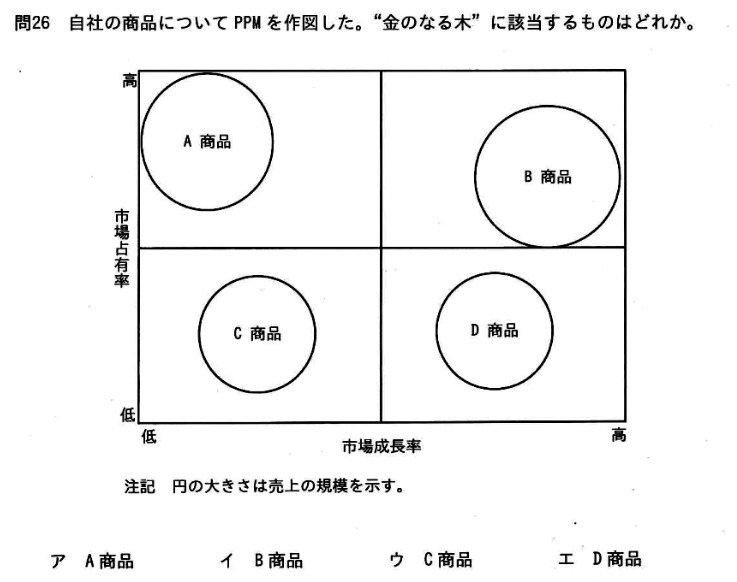 問26 自社の商品について PPM を作図した。“金のなる木” に該当するものはどれか。
高
A 商品
B 商品
市場占有率
C 商品
D 商品
低
低
市場成長率
高
注記 円の大きさは売上の規模を示す。
ア A 商品 イ B 商品 ウ C 商品 エ D 商品